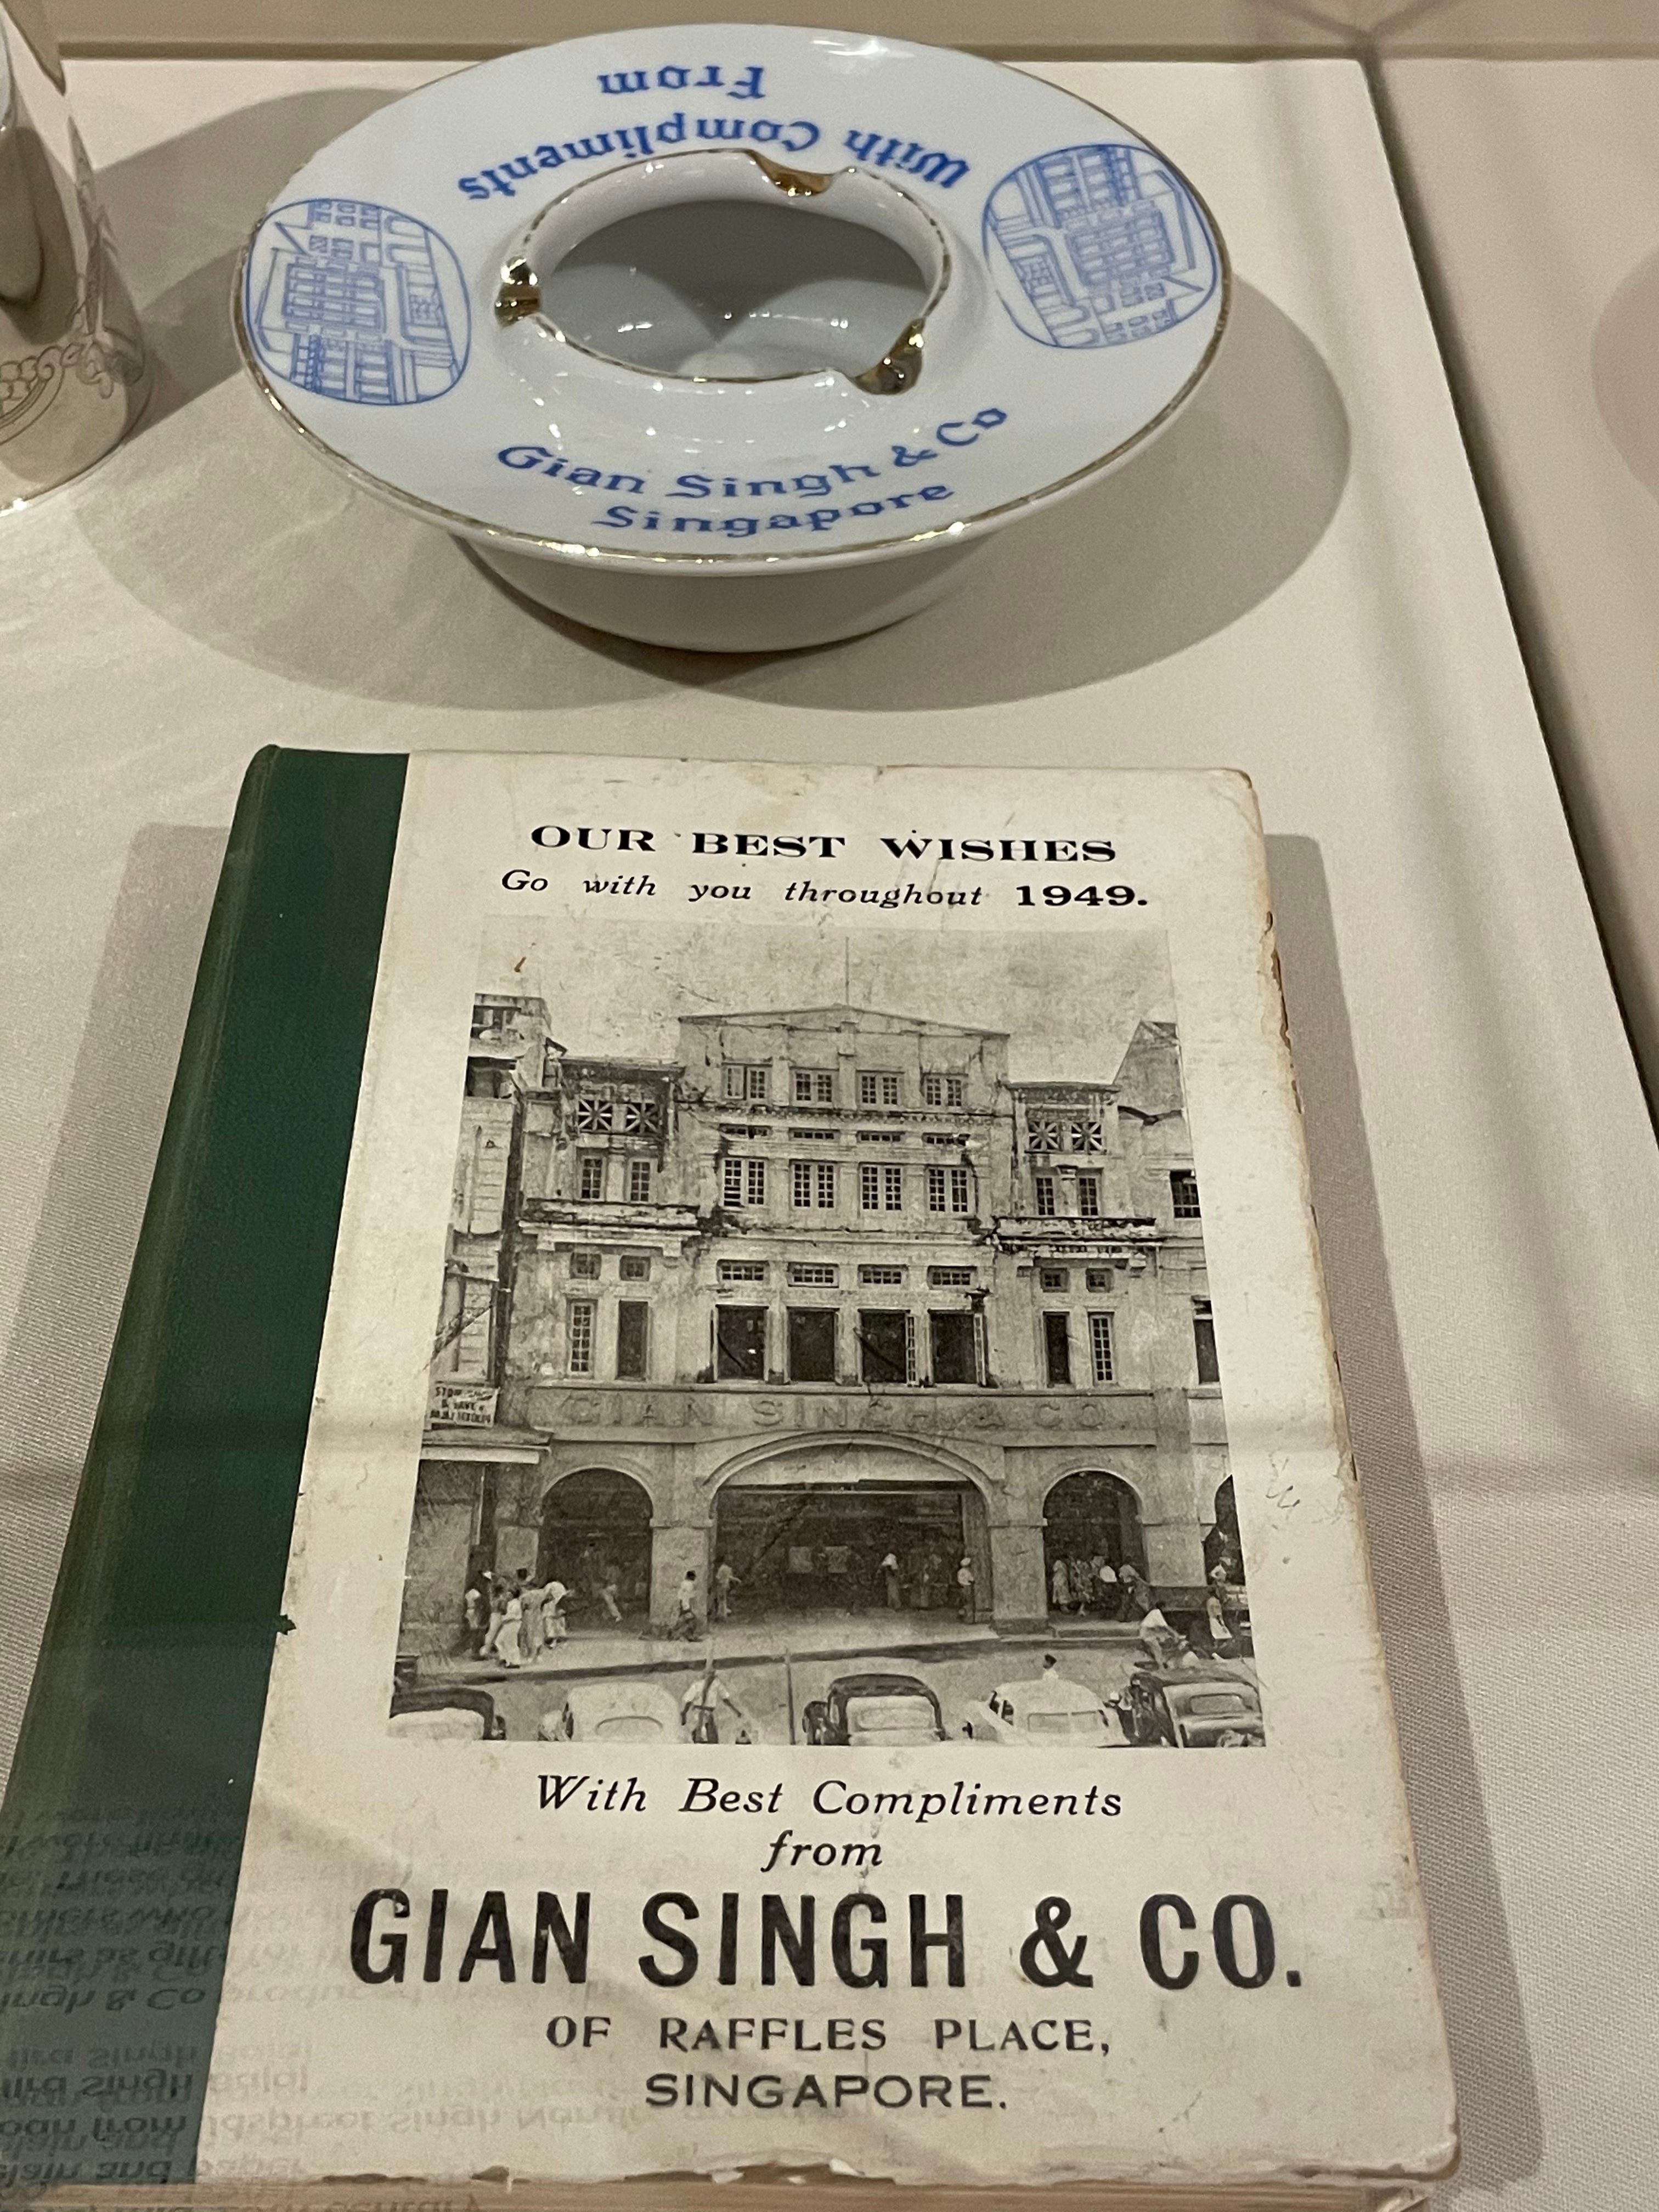 From
With Compliments
Gian Singh & Co
Singapore
OUR BEST WISHES
Go with you throughout 1949.
GIAN SINGH & CO.
With Best Compliments
from
GIAN SINGH & CO.
OF RAFFLES PLACE,
SINGAPORE.